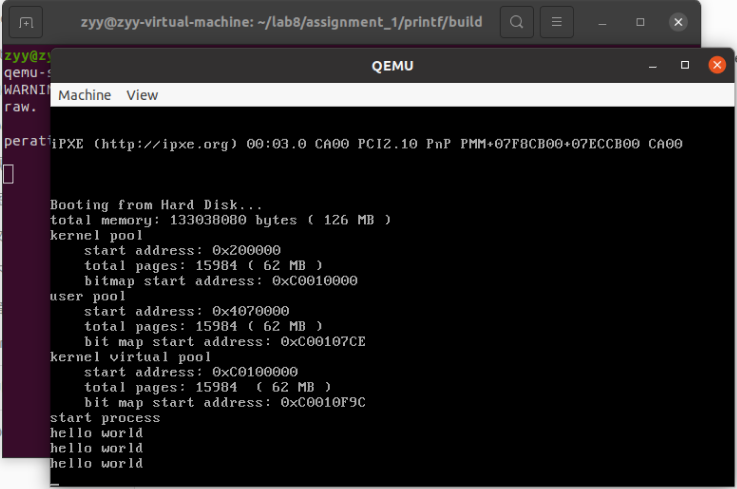 zyy@zyy-virtual-machine: ~/lab8/assignment_1/printf/build
zyy@zy
qemu-s
WARNIN
raw.
perati
QEMU
Machine View
iPXE (http://ipxe.org) 00:03.0 CA00 PCI2.10 PnP PMM+07F8CB00+07ECCB00 CA00
Booting from Hard Disk...
total memory: 133038080 bytes ( 126 MB )
kernel pool
start address: 0x200000
total pages: 15984 ( 62 MB )
bitmap start address: 0xC0010000
user pool
start address: 0x4070000
total pages: 15984 ( 62 MB )
bit map start address: 0xC00107CE
kernel virtual pool
start address: 0xC0100000
total pages: 15984  ( 62 MB )
bit map start address: 0xC0010F9C
start process
hello world
hello world
hello world